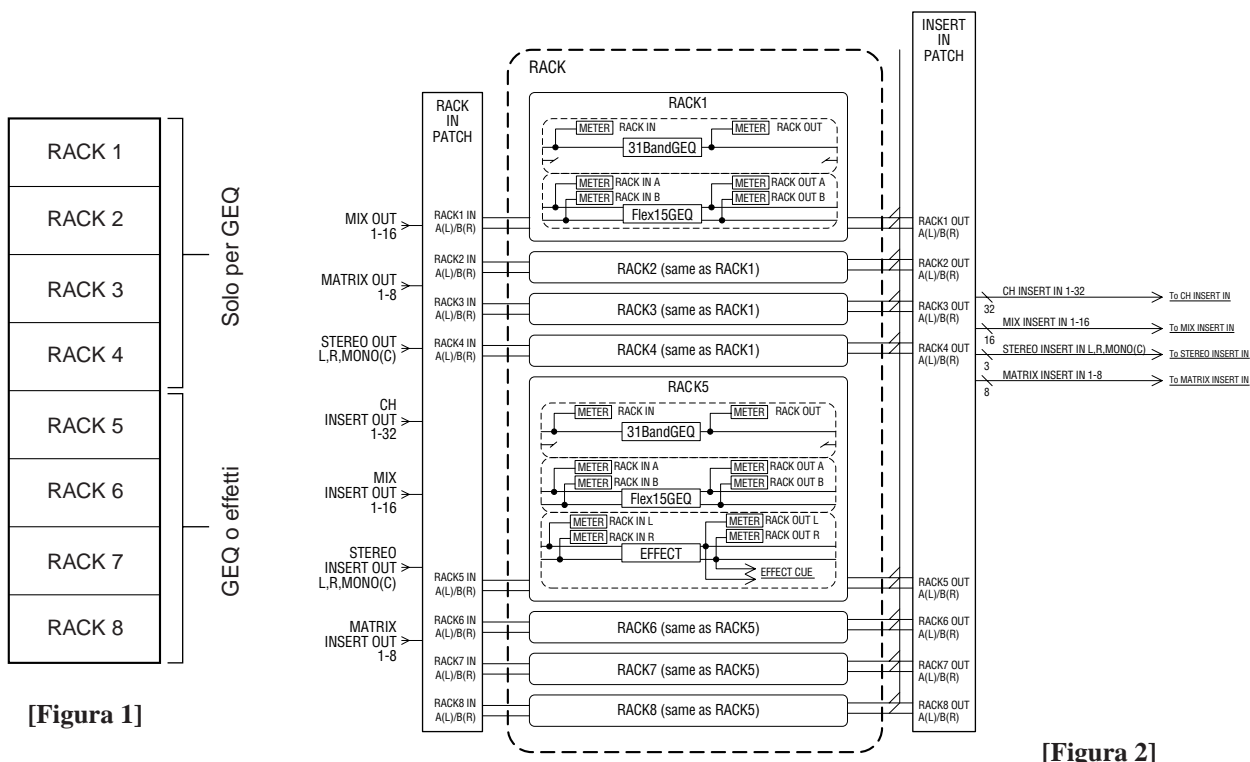 RACK 1
RACK 2
RACK 3
RACK 4
RACK 5
RACK 6
RACK 7
RACK 8
Solo per GEQ
GEQ o effetti
[Figura 1]
MIX OUT
1-16
MATRIX OUT
1-8
STEREO OUT
L,R,MONO(C)
CH
INSERT OUT
1-32
MIX
INSERT OUT
1-16
STEREO
INSERT OUT
L,R,MONO(C)
MATRIX
INSERT OUT
1-8
RACK
IN
PATCH
RACK1 IN
A(L)/B(R)
RACK2 IN
A(L)/B(R)
RACK3 IN
A(L)/B(R)
RACK4 IN
A(L)/B(R)
RACK5 IN
A(L)/B(R)
RACK6 IN
A(L)/B(R)
RACK7 IN
A(L)/B(R)
RACK8 IN
A(L)/B(R)
RACK
RACK1
METER RACK IN METER RACK OUT
31BandGEQ
METER RACK IN A METER RACK OUT A
METER RACK IN B METER RACK OUT B
Flex15GEQ
RACK2 (same as RACK1)
RACK3 (same as RACK1)
RACK4 (same as RACK1)
RACK5
METER RACK IN METER RACK OUT
31BandGEQ
METER RACK IN A METER RACK OUT A
METER RACK IN B METER RACK OUT B
Flex15GEQ
METER RACK IN L METER RACK OUT L
METER RACK IN R METER RACK OUT R
EFFECT
EFFECT CUE
RACK6 (same as RACK5)
RACK7 (same as RACK5)
RACK8 (same as RACK5)
INSERT
IN
PATCH
RACK1 OUT
A(L)/B(R)
RACK2 OUT
A(L)/B(R)
RACK3 OUT
A(L)/B(R)
RACK4 OUT
A(L)/B(R)
RACK5 OUT
A(L)/B(R)
RACK6 OUT
A(L)/B(R)
RACK7 OUT
A(L)/B(R)
RACK8 OUT
A(L)/B(R)
CH INSERT IN 1-32 To CH INSERT IN
32
MIX INSERT IN 1-16 To MIX INSERT IN
16
STEREO INSERT IN L,R,MONO(C) To STEREO INSERT IN
3
MATRIX INSERT IN 1-8 To MATRIX INSERT IN
8
[Figura 2]